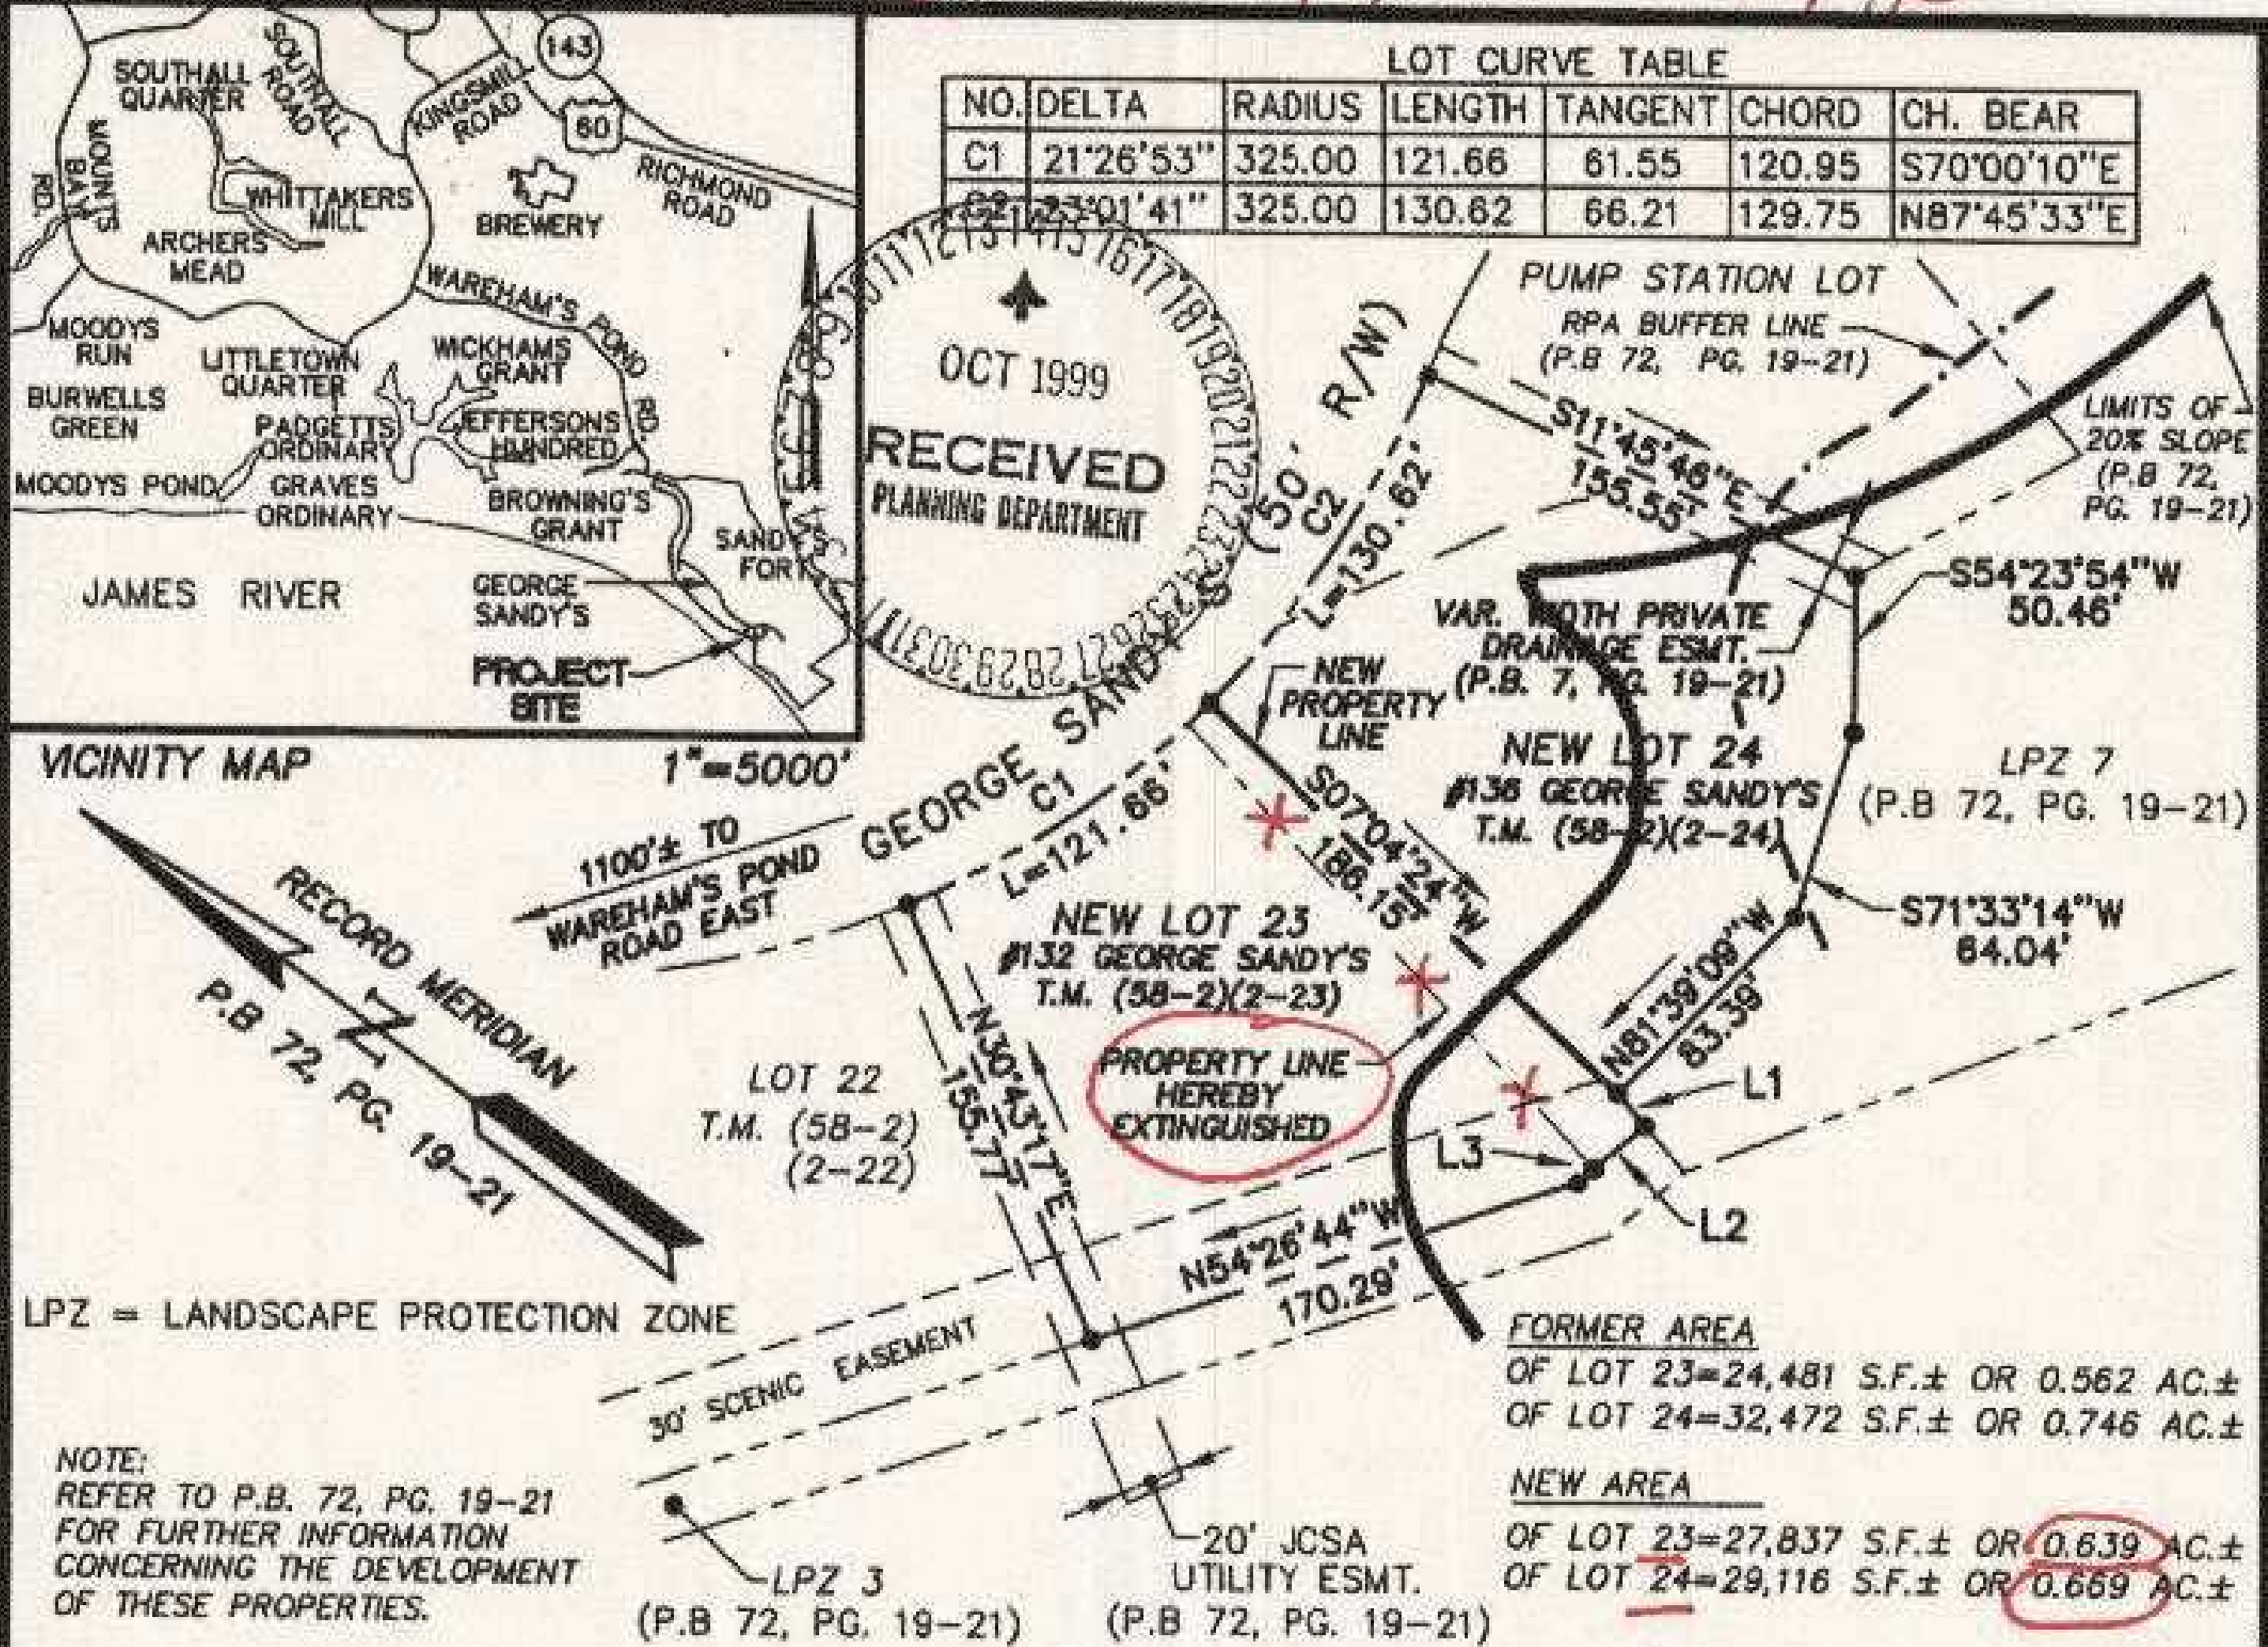 SOUTHALL
QUARTER
SOUTHALL
ROAD
KINGSMILL
ROAD
143
60
RICHMOND
ROAD
MOUNTS
BAY
RD.
WHITTAKERS
MILL
BREWERY
ARCHERS
MEAD
WAREHAM'S POND RD.
MOODYS
RUN
LITTLETOWN
QUARTER
WICKHAMS
GRANT
BURWELLS
GREEN
PADGETTS
ORDINARY
JEFFERSONS
HUNDRED
MOODYS POND
GRAVES
ORDINARY
BROWNING'S
GRANT
SANDYS
FORT
JAMES RIVER
GEORGE
SANDY'S
PROJECT
SITE
VICINITY MAP 1"=5000'
LOT CURVE TABLE
NO. DELTA RADIUS LENGTH TANGENT CHORD CH. BEAR
C1 21°26'53" 325.00 121.66 61.55 120.95 S70°00'10"E
C2 23°01'41" 325.00 130.62 66.21 129.75 N87°45'33"E
OCT 1999
RECEIVED
PLANNING DEPARTMENT
PUMP STATION LOT
RPA BUFFER LINE
(P.B 72, PG. 19-21)
LIMITS OF
20% SLOPE
(P.B 72,
PG. 19-21)
S11°45'46"E
155.55'
S54°23'54"W
50.46'
GEORGE SANDY'S (50' R/W)
C2
L=130.62'
VAR. WIDTH PRIVATE
DRAINAGE ESMT.
(P.B. 7, PG. 19-21)
NEW
PROPERTY
LINE
NEW LOT 24
#136 GEORGE SANDY'S
T.M. (58-2)(2-24)
LPZ 7
(P.B 72, PG. 19-21)
C1
L=121.66'
1100'± TO
WAREHAM'S POND
ROAD EAST
S07°04'24"W
186.15'
S71°33'14"W
64.04'
NEW LOT 23
#132 GEORGE SANDY'S
T.M. (58-2)(2-23)
N81°39'09"W
83.39'
RECORD MERIDIAN
P.B 72, PG. 19-21
PROPERTY LINE
HEREBY
EXTINGUISHED
LOT 22
T.M. (58-2)
(2-22)
N30°43'17"E
155.77'
L1
L3
L2
N54°26'44"W
170.29'
LPZ = LANDSCAPE PROTECTION ZONE
30' SCENIC EASEMENT
FORMER AREA
OF LOT 23=24,481 S.F.± OR 0.562 AC.±
OF LOT 24=32,472 S.F.± OR 0.746 AC.±
NEW AREA
OF LOT 23=27,837 S.F.± OR 0.639 AC.±
OF LOT 24=29,116 S.F.± OR 0.669 AC.±
NOTE:
REFER TO P.B. 72, PG. 19-21
FOR FURTHER INFORMATION
CONCERNING THE DEVELOPMENT
OF THESE PROPERTIES.
LPZ 3
(P.B 72, PG. 19-21)
20' JCSA
UTILITY ESMT.
(P.B 72, PG. 19-21)